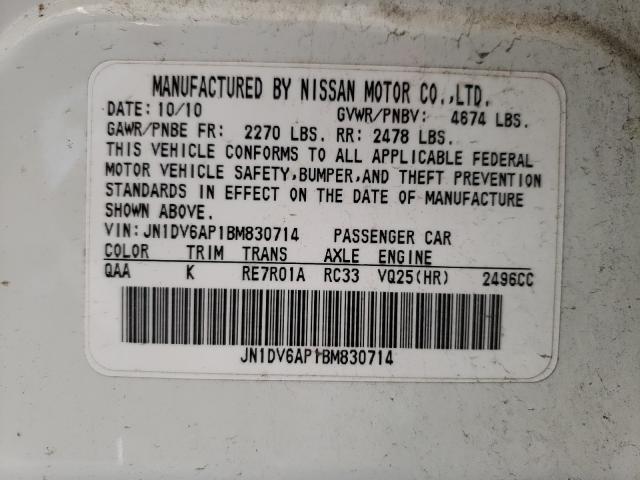 MANUFACTURED BY NISSAN MOTOR CO.,LTD.
DATE: 10/10 GVWR/PNBV: 4674 LBS.
GAWR/PNBE FR: 2270 LBS. RR: 2478 LBS.
THIS VEHICLE CONFORMS TO ALL APPLICABLE FEDERAL
MOTOR VEHICLE SAFETY,BUMPER,AND THEFT PREVENTION
STANDARDS IN EFFECT ON THE DATE OF MANUFACTURE
SHOWN ABOVE.
VIN: JN1DV6AP1BM830714 PASSENGER CAR
COLOR TRIM TRANS AXLE ENGINE
QAA K RE7R01A RC33 VQ25(HR) 2496CC
JN1DV6AP1BM830714